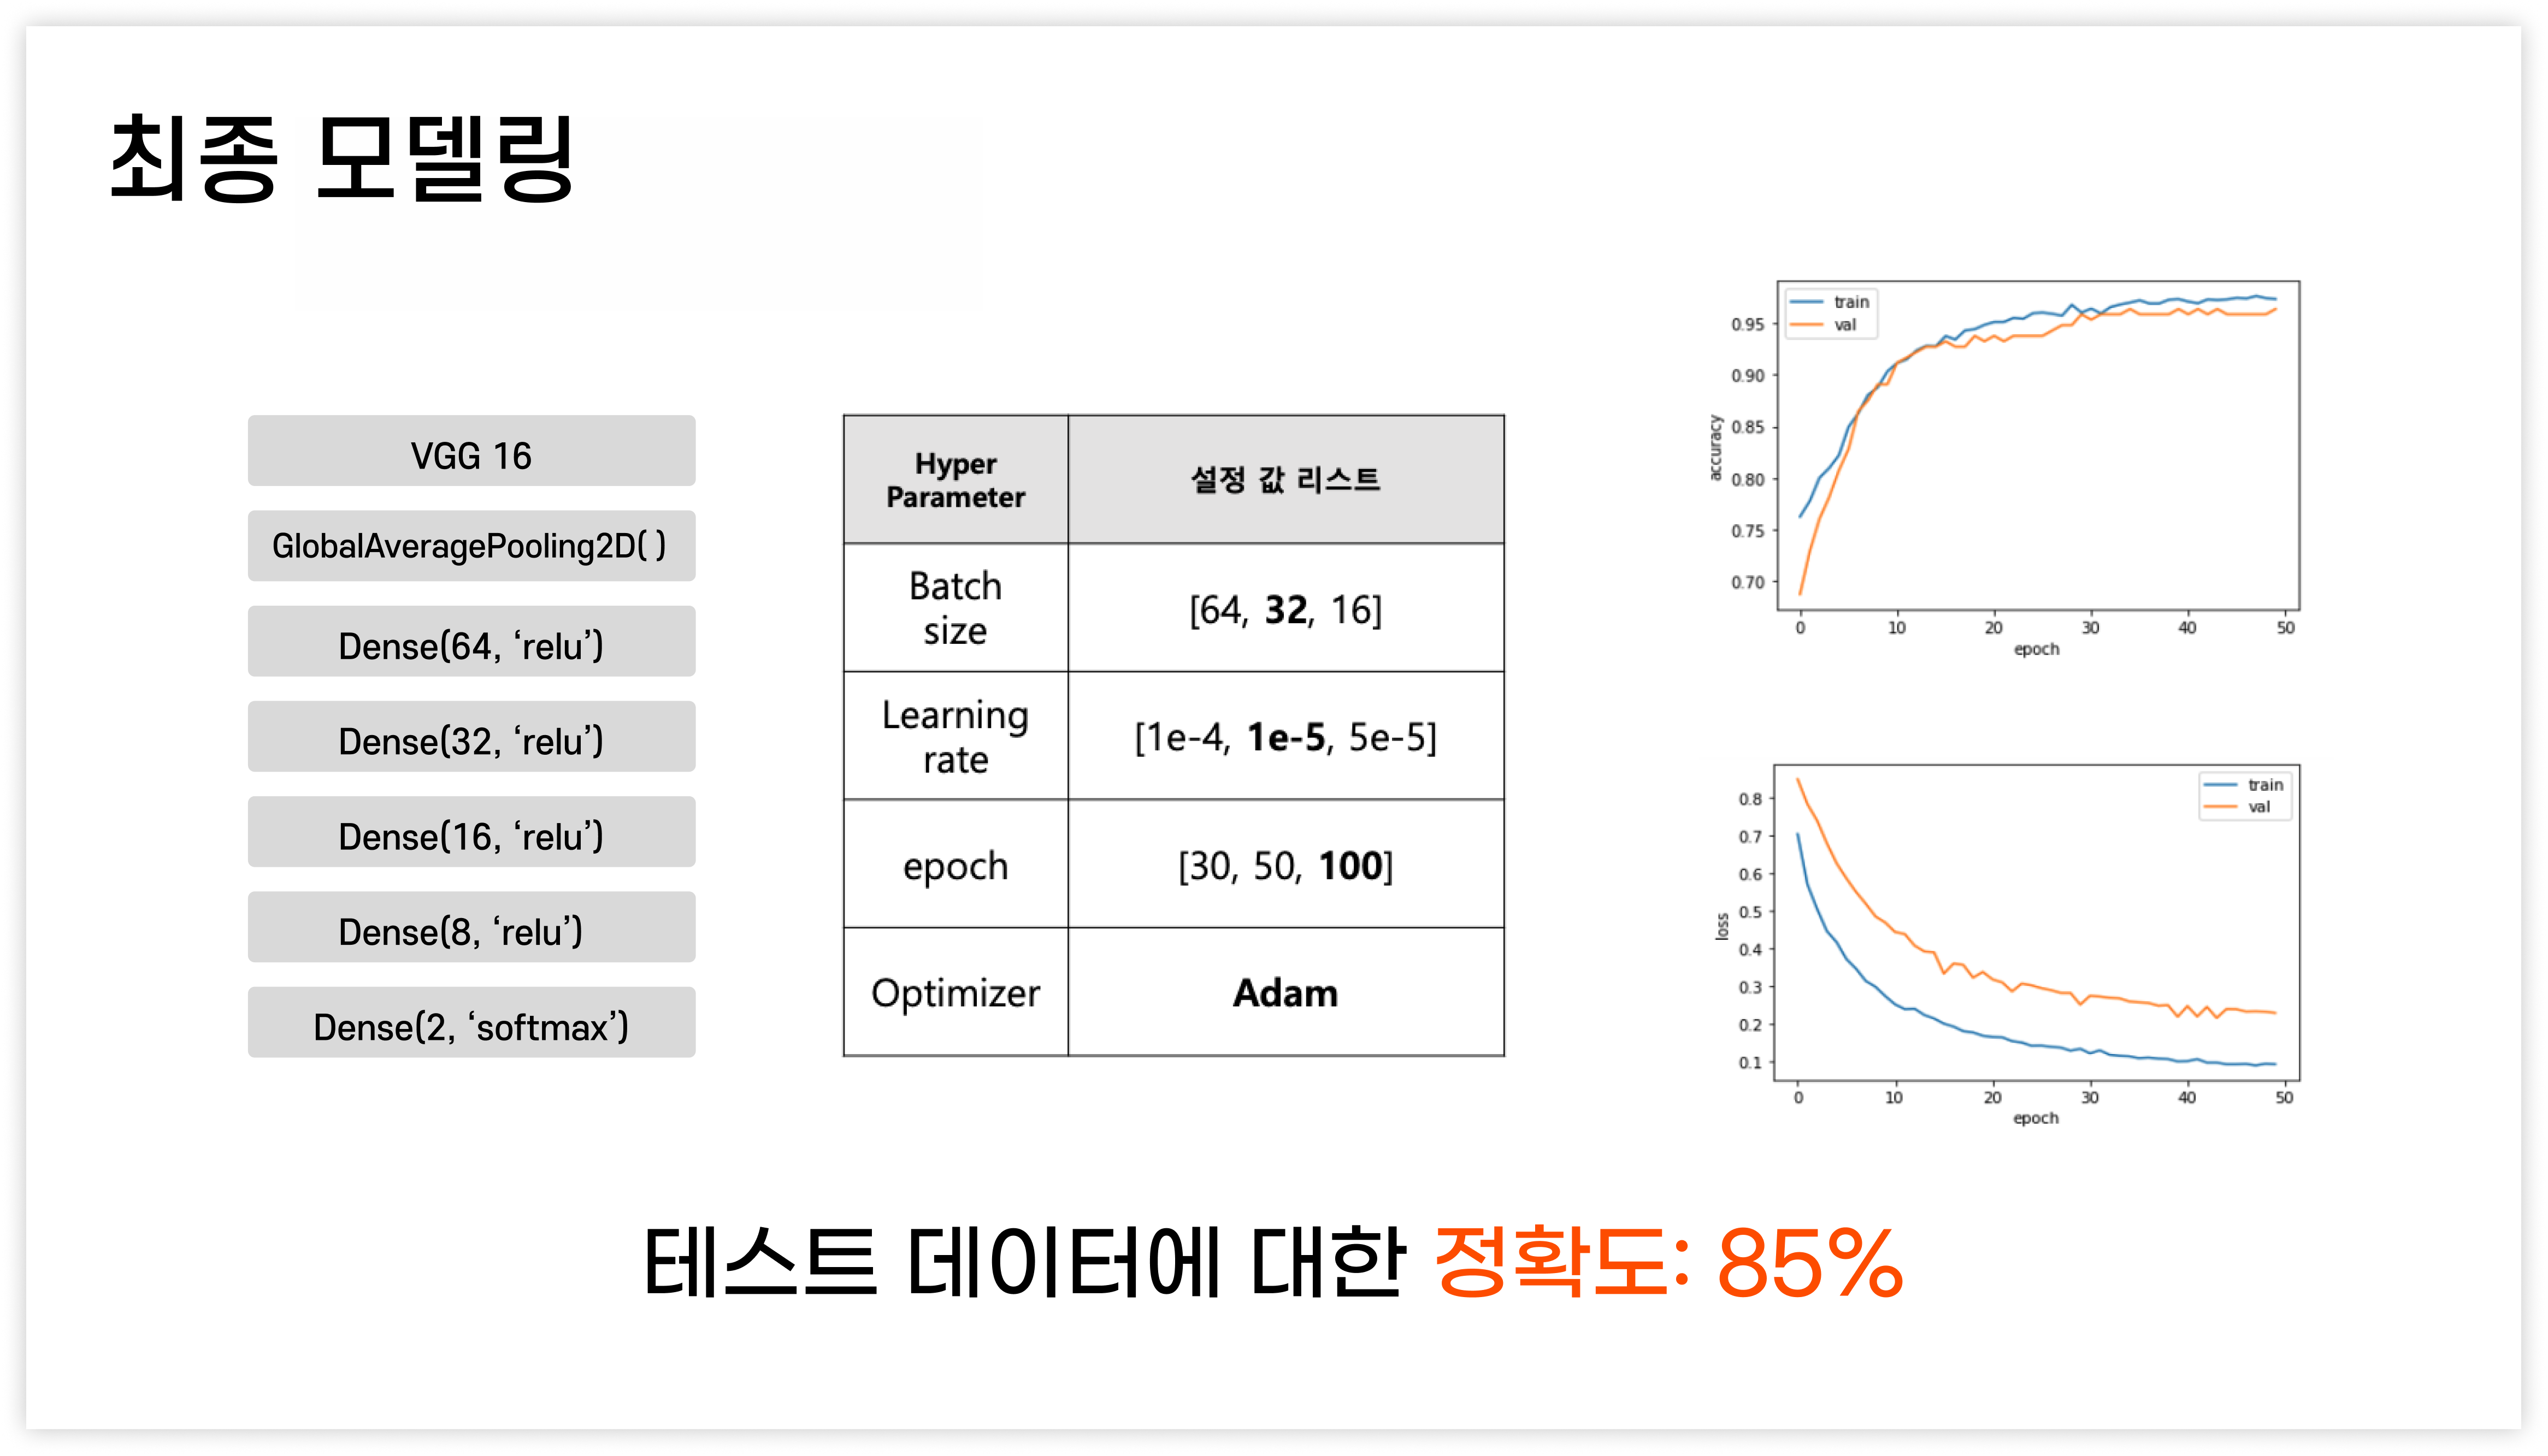 최종 모델링
VGG 16
GlobalAveragePooling2D( )
Dense(64, ‘relu’)
Dense(32, ‘relu’)
Dense(16, ‘relu’)
Dense(8, ‘relu’)
Dense(2, ‘softmax’)
Hyper
Parameter
설정 값 리스트
Batch
size
[64, 32, 16]
Learning
rate
[1e-4, 1e-5, 5e-5]
epoch
[30, 50, 100]
Optimizer
Adam
train
val
0.95
0.90
0.85
0.80
0.75
0.70
accuracy
0 10 20 30 40 50
epoch
train
val
0.8
0.7
0.6
0.5
0.4
0.3
0.2
0.1
loss
0 10 20 30 40 50
epoch
테스트 데이터에 대한 정확도: 85%